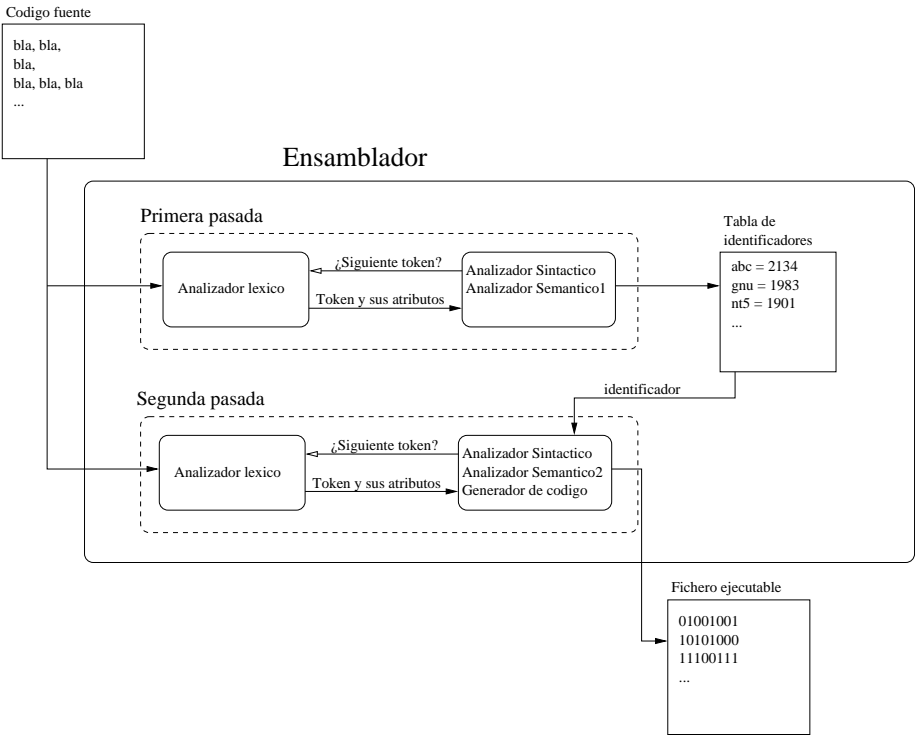 Codigo fuente
bla, bla,
bla,
bla, bla, bla
...
Ensamblador
Primera pasada
Analizador lexico
¿Siguiente token?
Token y sus atributos
Analizador Sintactico
Analizador Semantico1
Tabla de
identificadores
abc = 2134
gnu = 1983
nt5 = 1901
...
identificador
Segunda pasada
Analizador lexico
¿Siguiente token?
Token y sus atributos
Analizador Sintactico
Analizador Semantico2
Generador de codigo
Fichero ejecutable
01001001
10101000
11100111
...